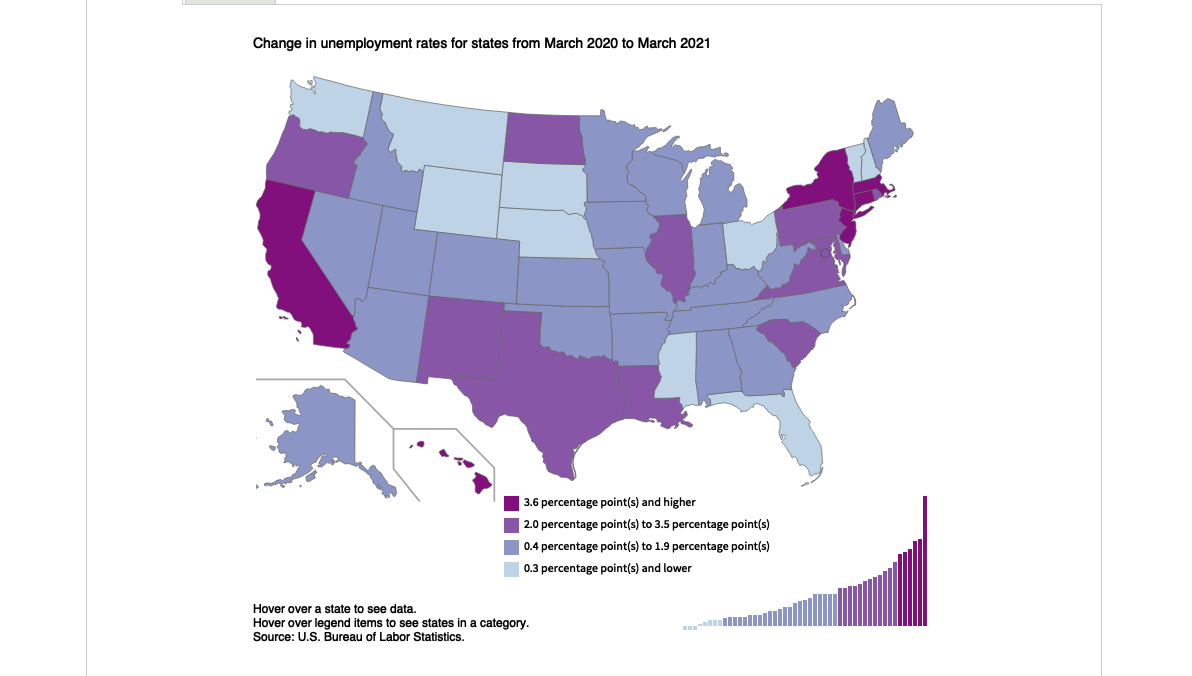 Change in unemployment rates for states from March 2020 to March 2021
3.6 percentage point(s) and higher
2.0 percentage point(s) to 3.5 percentage point(s)
0.4 percentage point(s) to 1.9 percentage point(s)
0.3 percentage point(s) and lower
Hover over a state to see data.
Hover over legend items to see states in a category.
Source: U.S. Bureau of Labor Statistics.